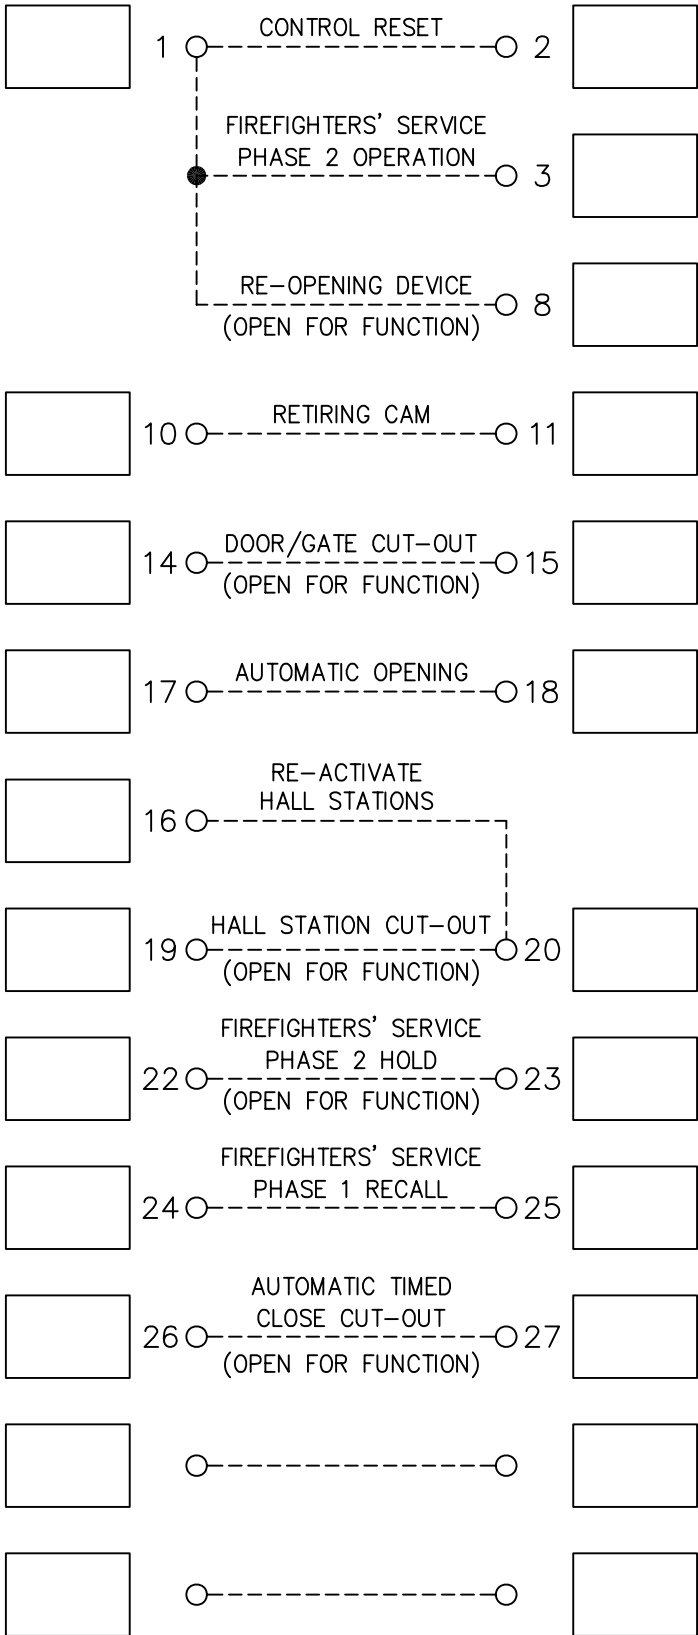 CONTROL RESET
1 2
FIREFIGHTERS' SERVICE
PHASE 2 OPERATION
3
RE-OPENING DEVICE
8
(OPEN FOR FUNCTION)
RETIRING CAM
10 11
DOOR/GATE CUT-OUT
14 15
(OPEN FOR FUNCTION)
AUTOMATIC OPENING
17 18
RE-ACTIVATE
HALL STATIONS
16
HALL STATION CUT-OUT
19 20
(OPEN FOR FUNCTION)
FIREFIGHTERS' SERVICE
PHASE 2 HOLD
22 23
(OPEN FOR FUNCTION)
FIREFIGHTERS' SERVICE
PHASE 1 RECALL
24 25
AUTOMATIC TIMED
CLOSE CUT-OUT
26 27
(OPEN FOR FUNCTION)